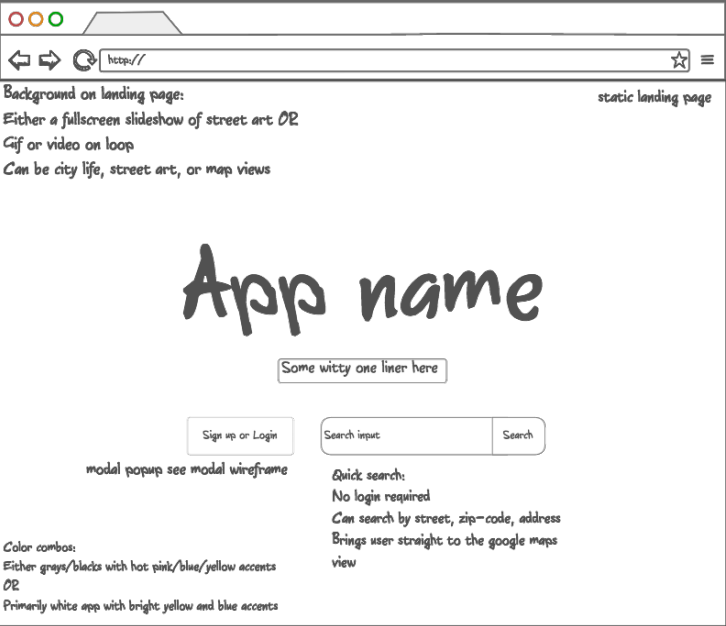 http://
Background on landing page:
static landing page
Either a fullscreen slideshow of street art OR
Gif or video on loop
Can be city life, street art, or map views
App name
Some witty one liner here
Sign up or Login
Search input
Search
modal popup see modal wireframe
Quick search:
No login required
Can search by street, zip-code, address
Brings user straight to the google maps
view
Color combos:
Either grays/blacks with hot pink/blue/yellow accents
OR
Primarily white app with bright yellow and blue accents